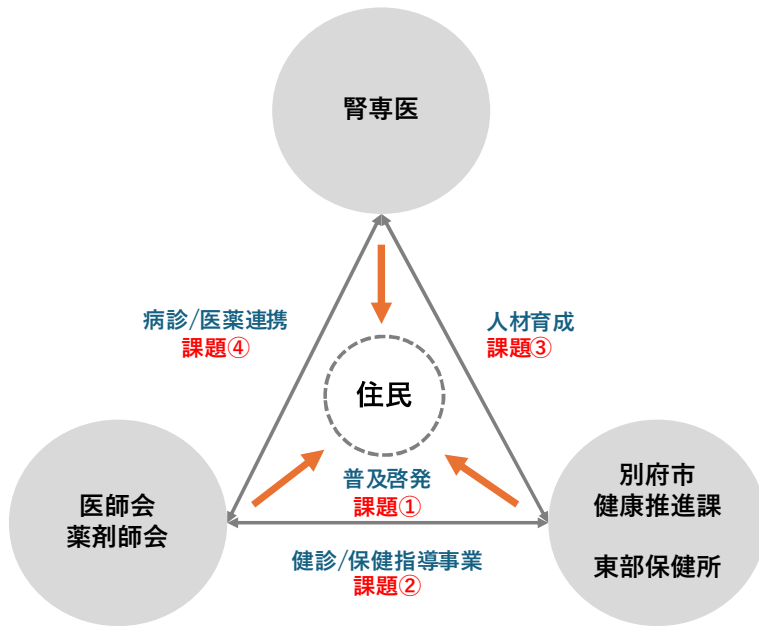 腎専医
病診/医薬連携
課題④
人材育成
課題③
住民
普及啓発
課題①
医師会
薬剤師会
別府市
健康推進課
東部保健所
健診/保健指導事業
課題②